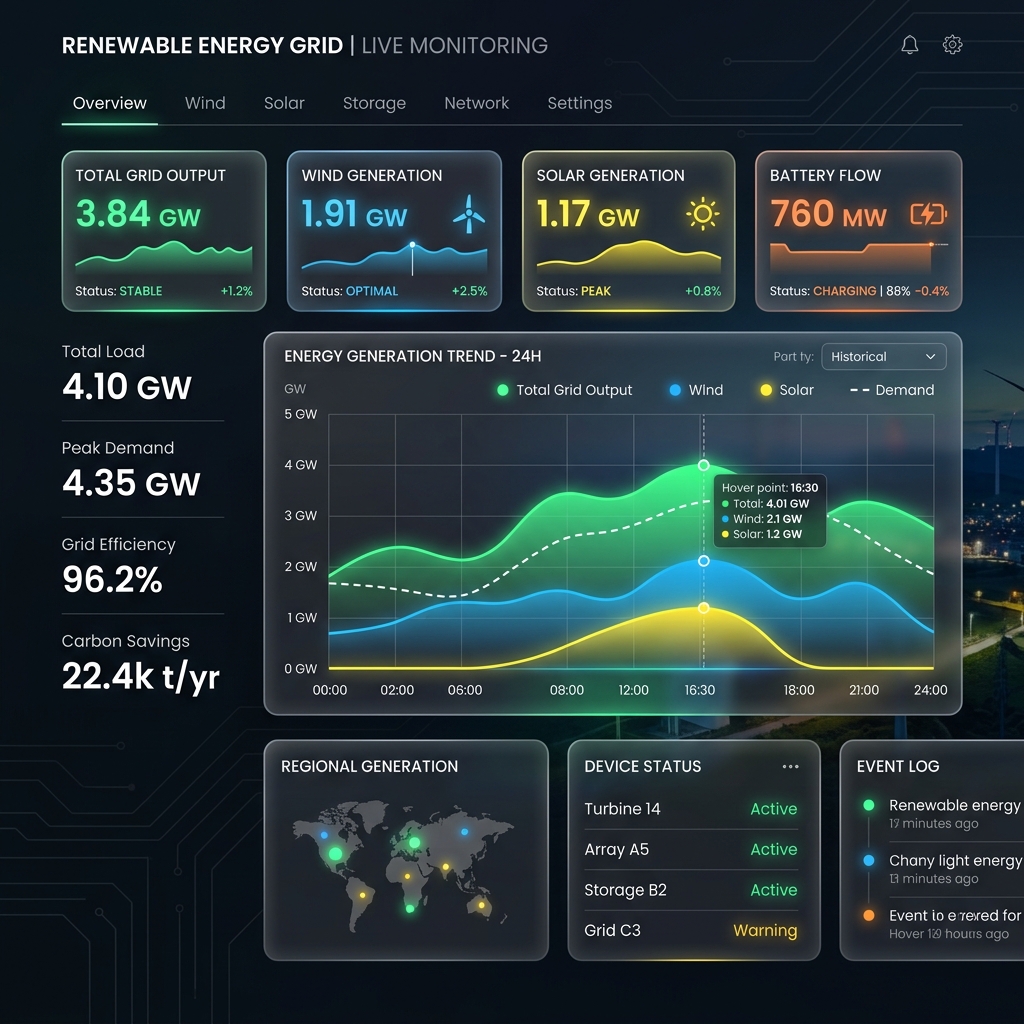 RENEWABLE ENERGY GRID | LIVE MONITORING
Overview Wind Solar Storage Network Settings
TOTAL GRID OUTPUT
3.84 GW
Status: STABLE +1.2%
WIND GENERATION
1.91 GW
Status: OPTIMAL +2.5%
SOLAR GENERATION
1.17 GW
Status: PEAK +0.8%
BATTERY FLOW
760 MW
Status: CHARGING | 88% -0.4%
Total Load
4.10 GW
Peak Demand
4.35 GW
Grid Efficiency
96.2%
Carbon Savings
22.4k t/yr
ENERGY GENERATION TREND - 24H
Part ty: Historical
GW
Total Grid Output Wind Solar Demand
5 GW
4 GW
3 GW
2 GW
1 GW
0 GW
Hover point: 16:30
Total: 4.01 GW
Wind: 2.1 GW
Solar: 1.2 GW
00:00 02:00 06:00 08:00 12:00 16:30 18:00 21:00 24:00
REGIONAL GENERATION
DEVICE STATUS
Turbine 14 Active
Array A5 Active
Storage B2 Active
Grid C3 Warning
EVENT LOG
Renewable energy
minutes ago
Chany light energy
minutes ago
Event for
Hover hours ago